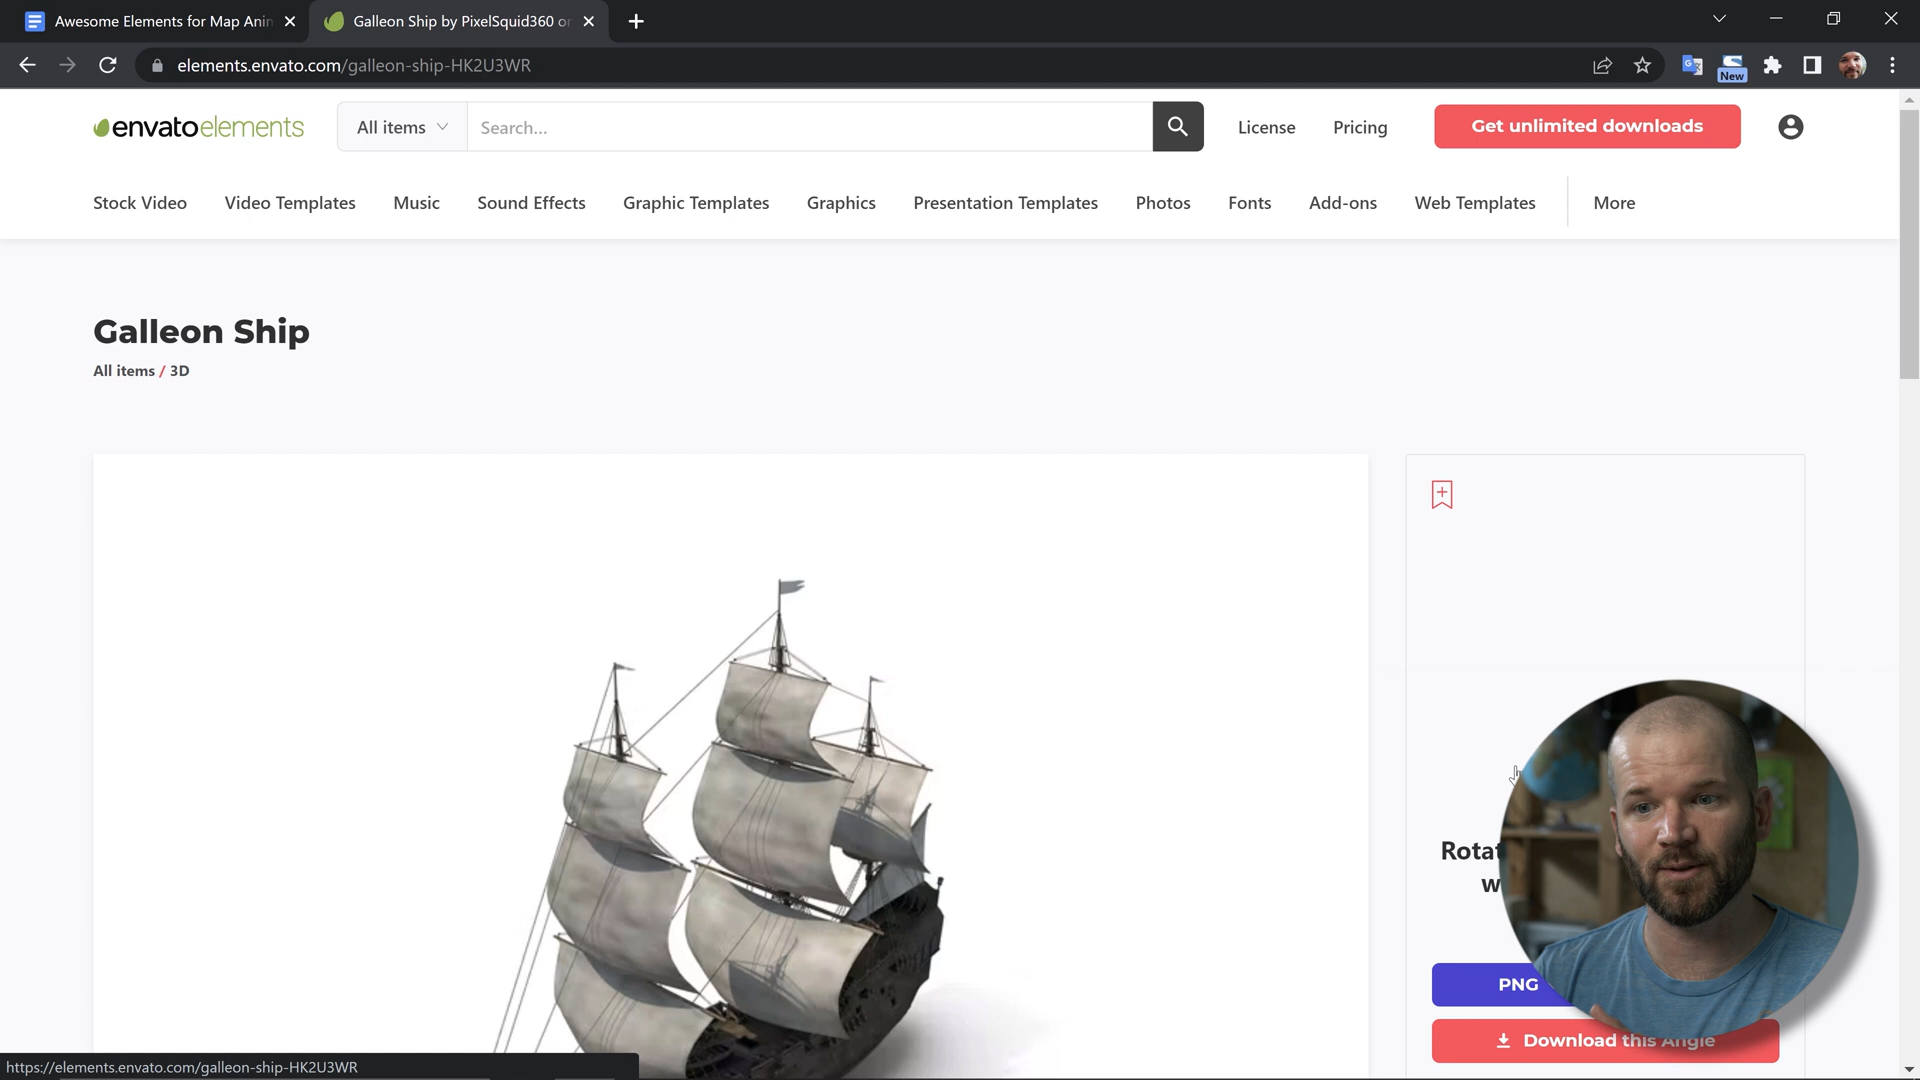 Awesome Elements for Map Anin
Galleon Ship by PixelSquid360 or
elements.envato.com/galleon-ship-HK2U3WR
New
envatoelements
All items
Search...
License
Pricing
Get unlimited downloads
Stock Video
Video Templates
Music
Sound Effects
Graphic Templates
Graphics
Presentation Templates
Photos
Fonts
Add-ons
Web Templates
More
Galleon Ship
All items / 3D
Rotat
w
PNG
Download this Angle
https://elements.envato.com/galleon-ship-HK2U3WR